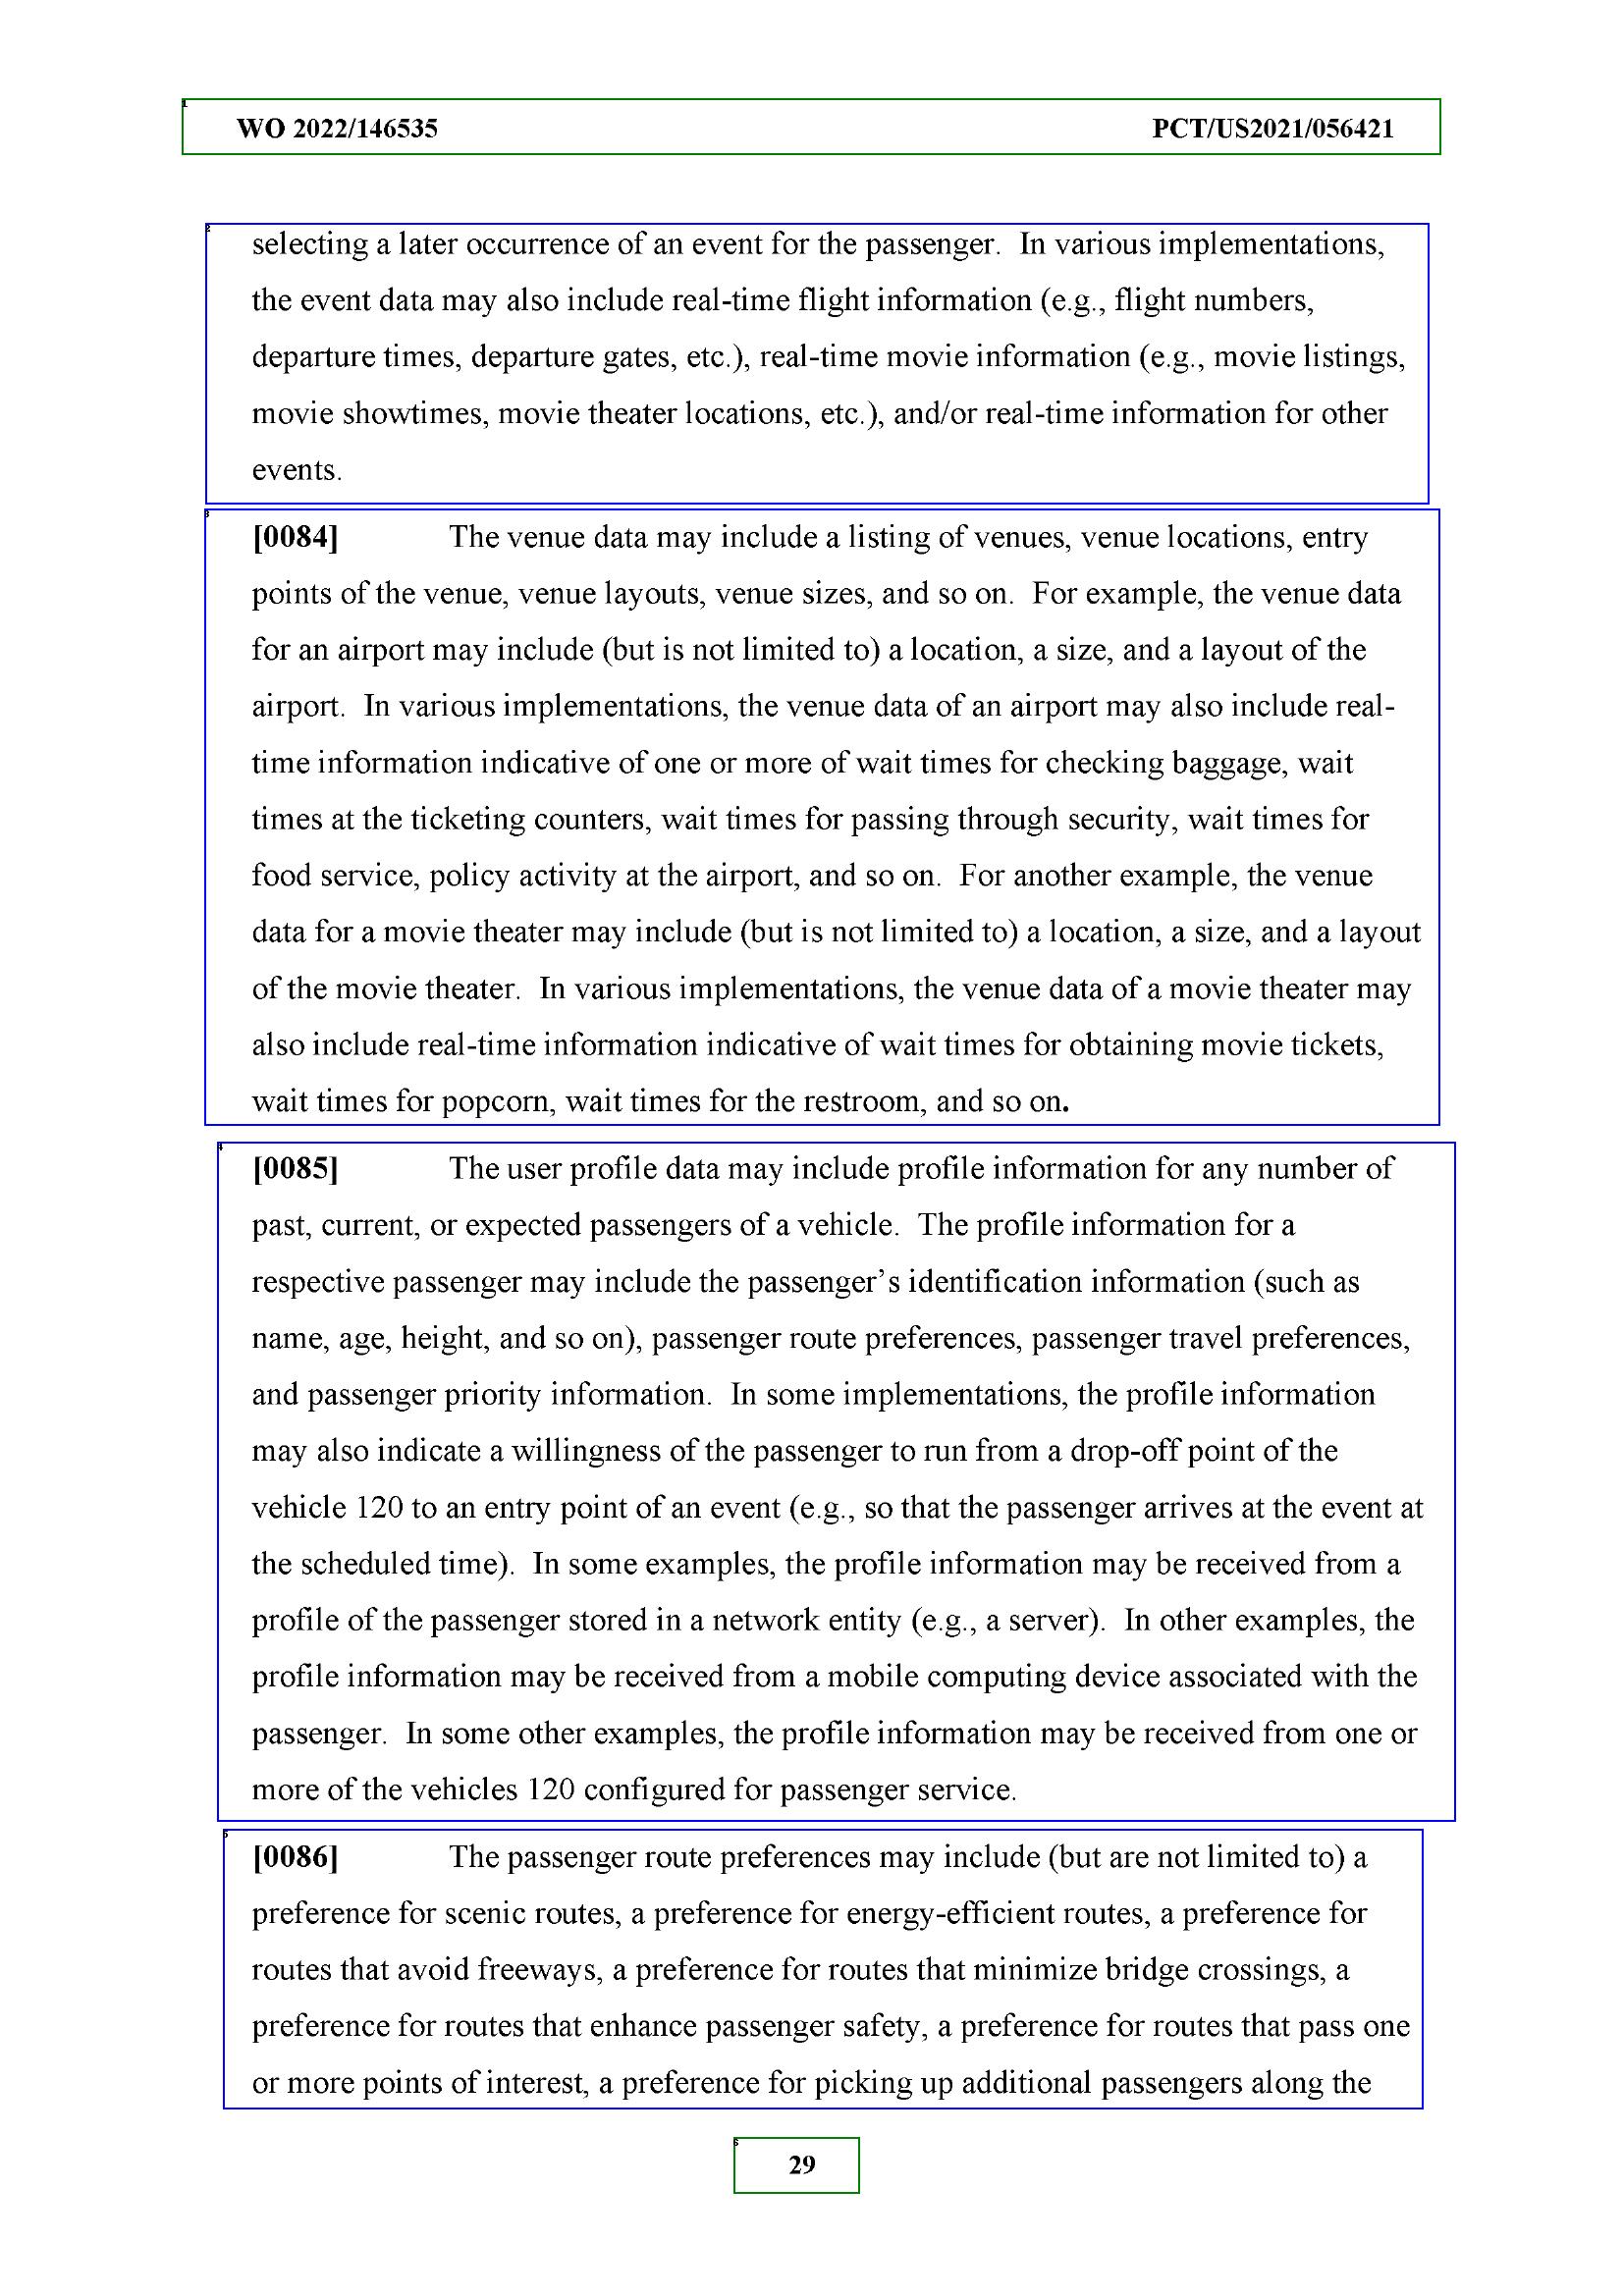 WO 2022/146535 PCT/US2021/056421
selecting a later occurrence of an event for the passenger. In various implementations,
the event data may also include real-time flight information (e.g., flight numbers,
departure times, departure gates, etc.), real-time movie information (e.g., movie listings,
movie showtimes, movie theater locations, etc.), and/or real-time information for other
events.
[0084] The venue data may include a listing of venues, venue locations, entry
points of the venue, venue layouts, venue sizes, and so on. For example, the venue data
for an airport may include (but is not limited to) a location, a size, and a layout of the
airport. In various implementations, the venue data of an airport may also include real-
time information indicative of one or more of wait times for checking baggage, wait
times at the ticketing counters, wait times for passing through security, wait times for
food service, policy activity at the airport, and so on. For another example, the venue
data for a movie theater may include (but is not limited to) a location, a size, and a layout
of the movie theater. In various implementations, the venue data of a movie theater may
also include real-time information indicative of wait times for obtaining movie tickets,
wait times for popcorn, wait times for the restroom, and so on.
[0085] The user profile data may include profile information for any number of
past, current, or expected passengers of a vehicle. The profile information for a
respective passenger may include the passenger’s identification information (such as
name, age, height, and so on), passenger route preferences, passenger travel preferences,
and passenger priority information. In some implementations, the profile information
may also indicate a willingness of the passenger to run from a drop-off point of the
vehicle 120 to an entry point of an event (e.g., so that the passenger arrives at the event at
the scheduled time). In some examples, the profile information may be received from a
profile of the passenger stored in a network entity (e.g., a server). In other examples, the
profile information may be received from a mobile computing device associated with the
passenger. In some other examples, the profile information may be received from one or
more of the vehicles 120 configured for passenger service.
[0086] The passenger route preferences may include (but are not limited to) a
preference for scenic routes, a preference for energy-efficient routes, a preference for
routes that avoid freeways, a preference for routes that minimize bridge crossings, a
preference for routes that enhance passenger safety, a preference for routes that pass one
or more points of interest, a preference for picking up additional passengers along the
29